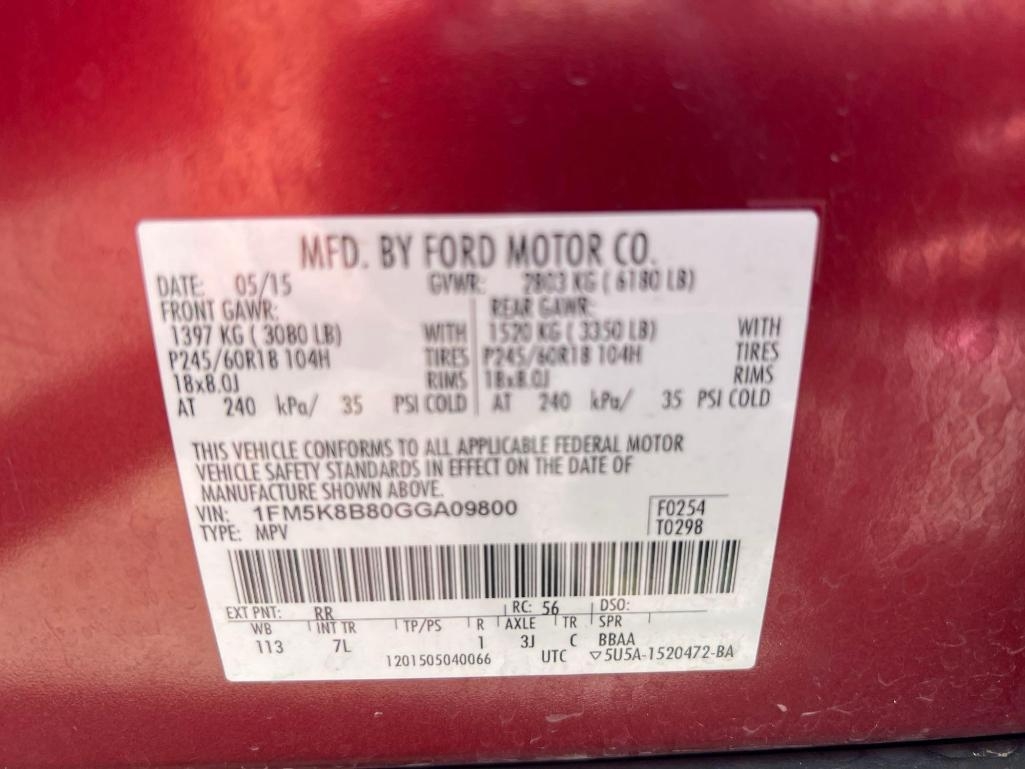 MFD. BY FORD MOTOR CO.
DATE: 05/15 GVWR: 2803 KG ( 6180 LB)
FRONT GAWR: REAR GAWR:
1397 KG ( 3080 LB) WITH 1520 KG ( 3350 LB) WITH
P245/60R18 104H TIRES P245/60R18 104H TIRES
18x8.0J RIMS 18x8.0J RIMS
AT 240 kPa/ 35 PSI COLD AT 240 kPa/ 35 PSI COLD
THIS VEHICLE CONFORMS TO ALL APPLICABLE FEDERAL MOTOR
VEHICLE SAFETY STANDARDS IN EFFECT ON THE DATE OF
MANUFACTURE SHOWN ABOVE.
VIN: 1FM5K8B80GGA09800 F0254
TYPE: MPV T0298
EXT PNT: RR RC: 56 DSO:
WB INT TR TP/PS R AXLE TR SPR
113 7L 1 3J C BBAA
1201505040066 UTC ▽5U5A-1520472-BA